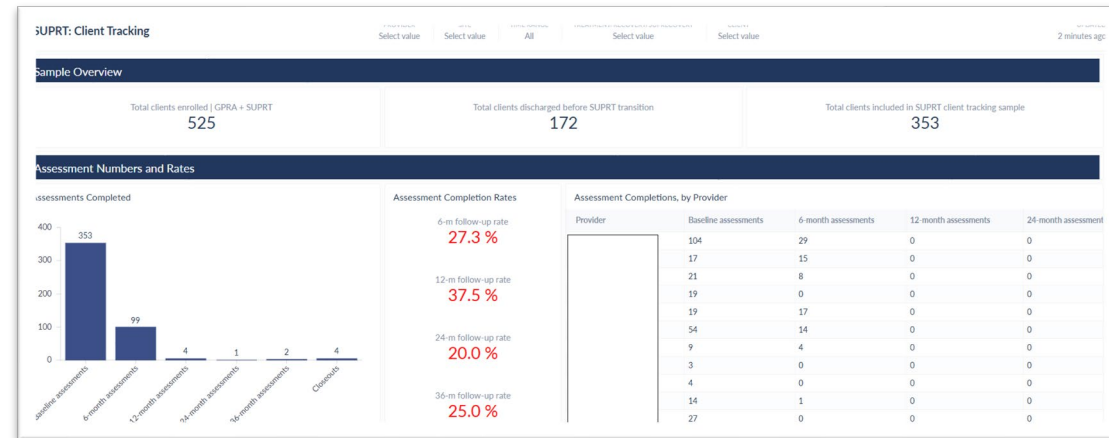 SUPRT: Client Tracking
Select value Select value All Select value Select value 2 minutes ago
Sample Overview
Total clients enrolled | GPRA + SUPRT
525
Total clients discharged before SUPRT transition
172
Total clients included in SUPRT client tracking sample
353
Assessment Numbers and Rates
Assessments Completed
400
300
200
100
0
353
99
4
1
2
4
baseline assessments
6-month assessments
12-month assessments
24-month assessments
36-month assessments
Closeouts
Assessment Completion Rates
6-m follow-up rate
27.3 %
12-m follow-up rate
37.5 %
24-m follow-up rate
20.0 %
36-m follow-up rate
25.0 %
Assessment Completions, by Provider
Provider Baseline assessments 6-month assessments 12-month assessments 24-month assessment
104 29 0 0
17 15 0 0
21 8 0 0
19 0 0 0
19 17 0 0
54 14 0 0
9 4 0 0
3 0 0 0
4 0 0 0
14 1 0 0
27 0 0 0